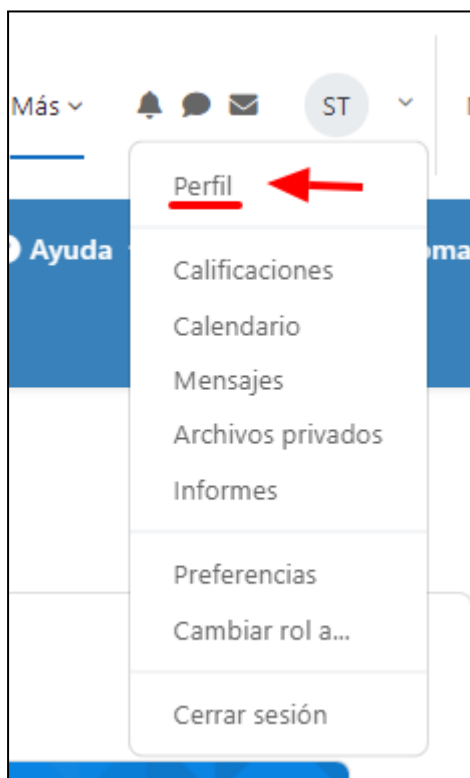 Más
ST
Perfil
Ayuda
Calificaciones
Calendario
Mensajes
Archivos privados
Informes
Preferencias
Cambiar rol a...
Cerrar sesión